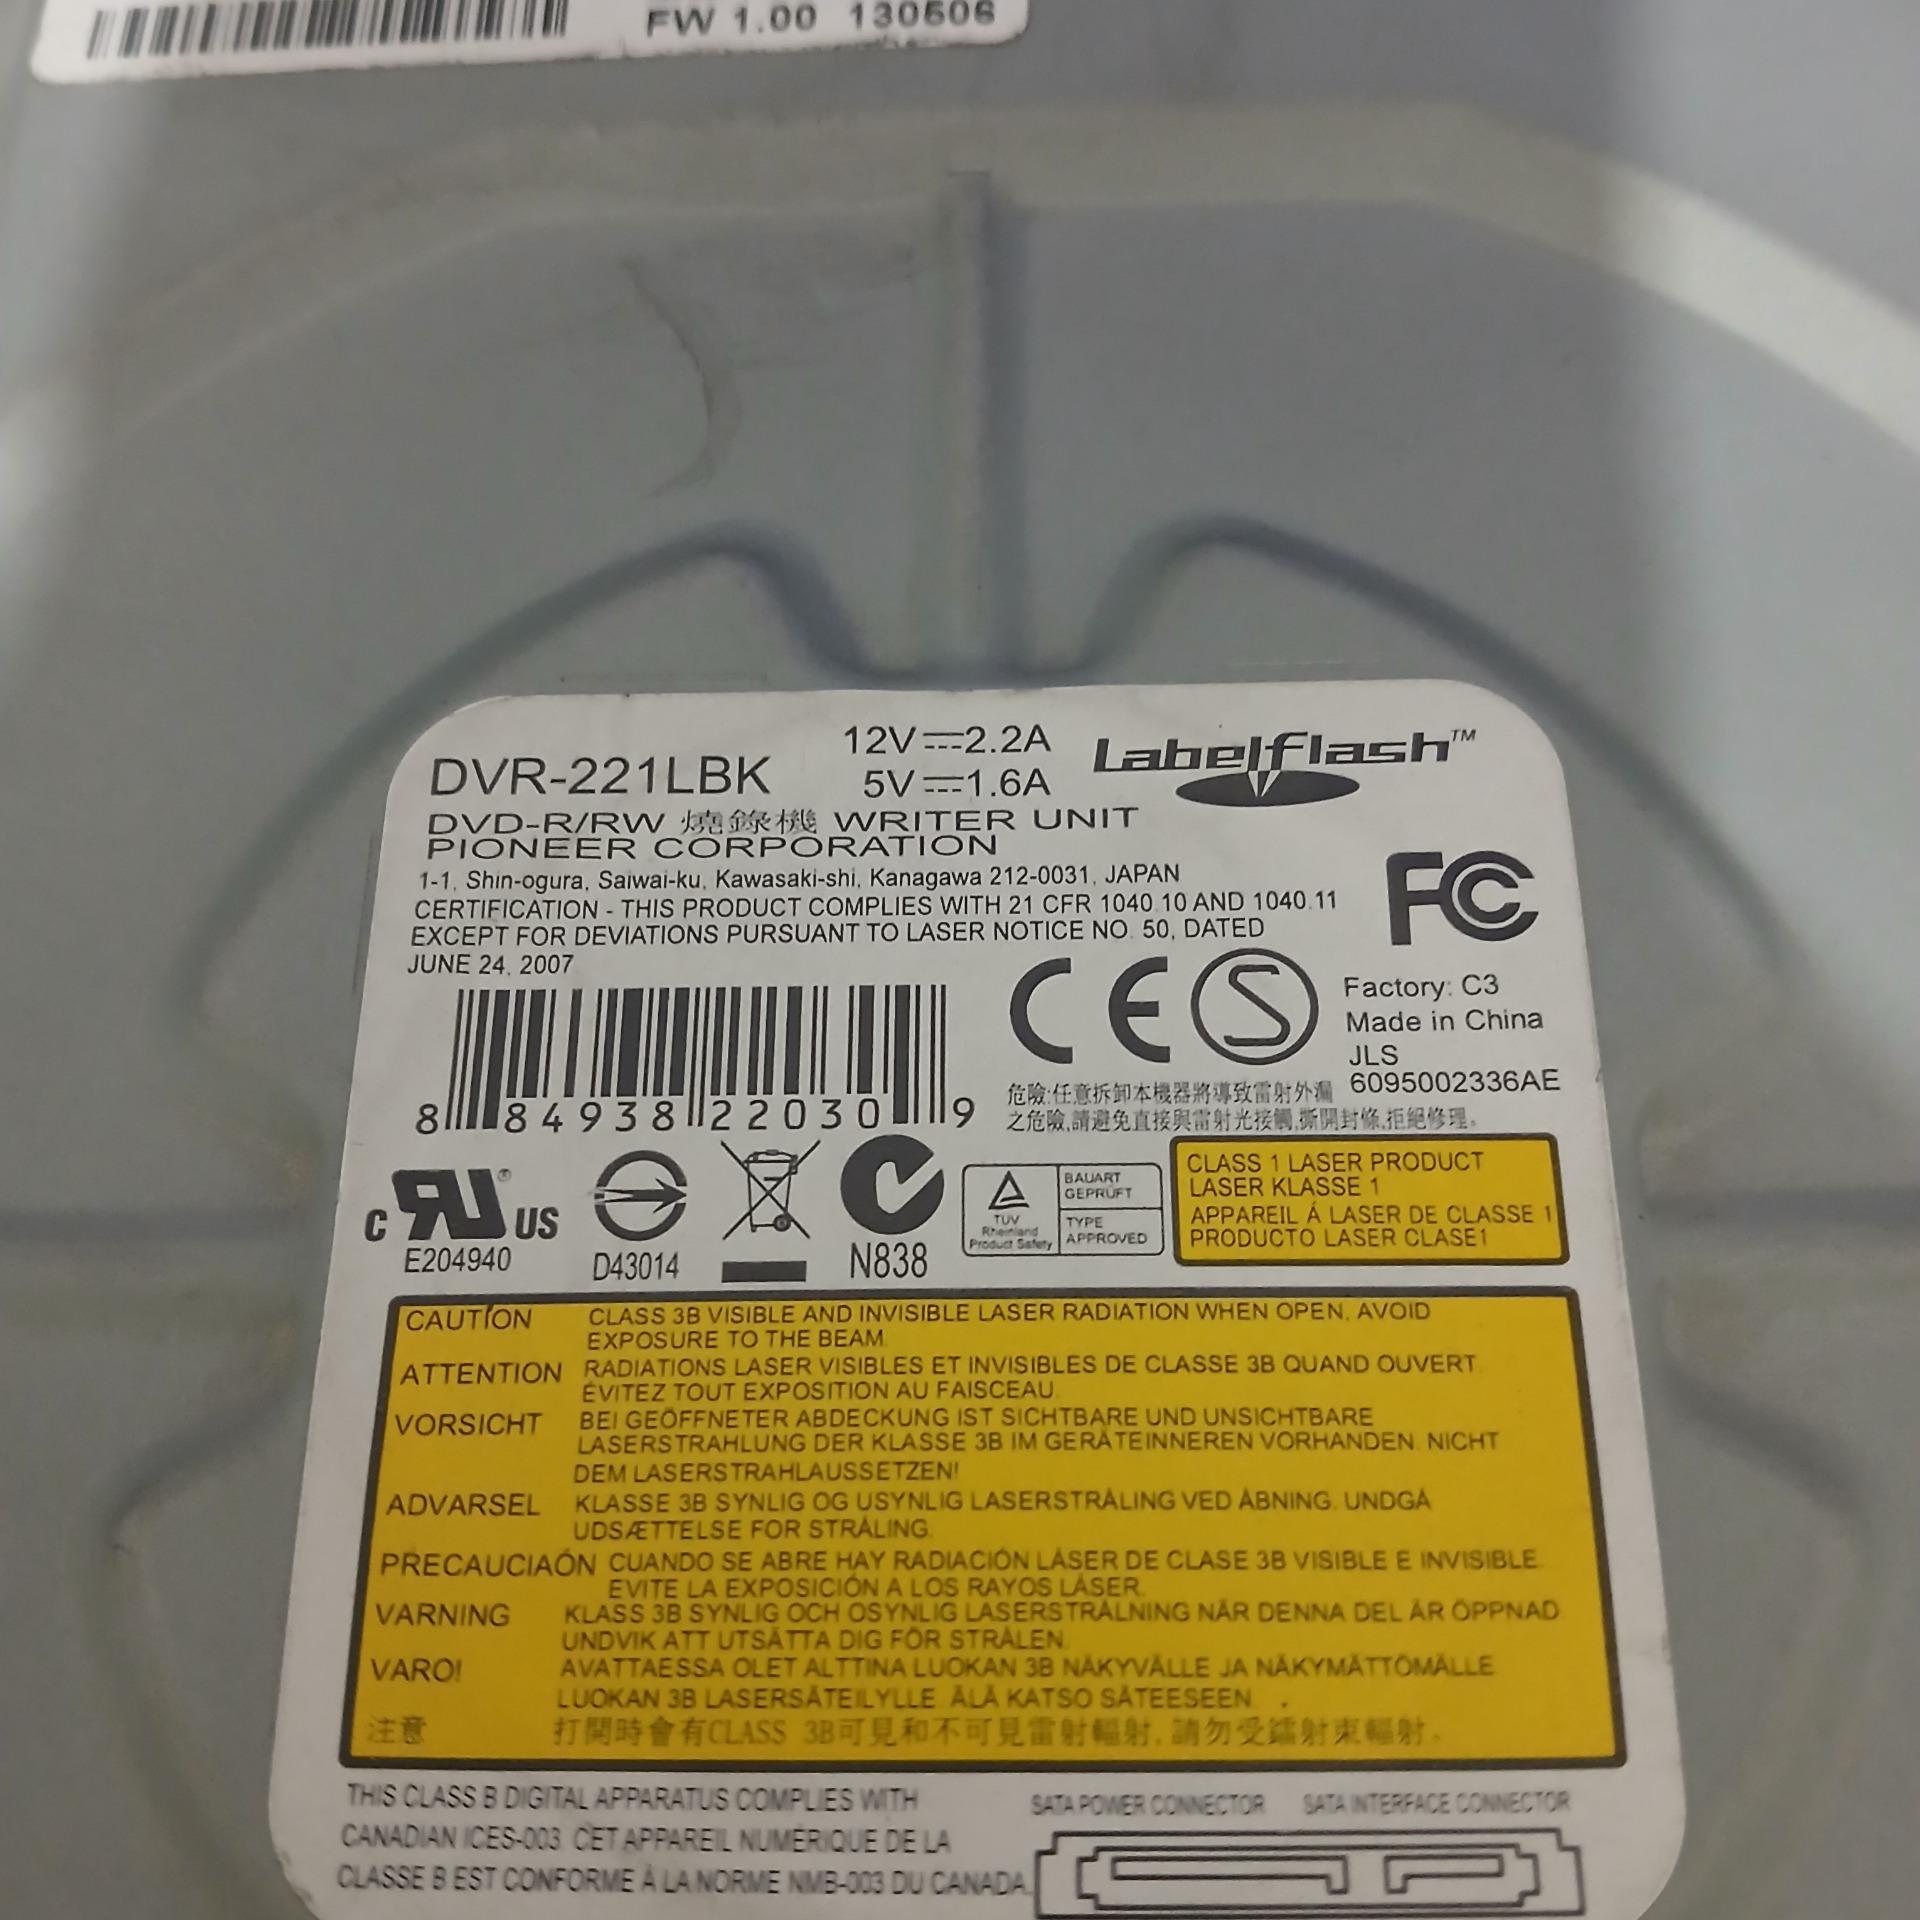 FW 1.00 130606
DVR-221LBK
12V⎓2.2A
5V⎓1.6A
Labelflash™
DVD-R/RW 燒錄機 WRITER UNIT
PIONEER CORPORATION
1-1, Shin-ogura, Saiwai-ku, Kawasaki-shi, Kanagawa 212-0031, JAPAN
CERTIFICATION - THIS PRODUCT COMPLIES WITH 21 CFR 1040.10 AND 1040.11
EXCEPT FOR DEVIATIONS PURSUANT TO LASER NOTICE NO. 50, DATED
JUNE 24, 2007
FC
CE S
Factory: C3
Made in China
JLS
6095002336AE
8 84938 22030 9
危險:任意拆卸本機器將導致雷射外漏
之危險,請避免直接與雷射光接觸,撕開封條,拒絕修理。
c RU ® US
E204940
D43014
N838
TÜV
Rheinland
Product Safety
BAUART
GEPRÜFT
TYPE
APPROVED
CLASS 1 LASER PRODUCT
LASER KLASSE 1
APPAREIL Á LASER DE CLASSE 1
PRODUCTO LASER CLASE1
CAUTION CLASS 3B VISIBLE AND INVISIBLE LASER RADIATION WHEN OPEN, AVOID
EXPOSURE TO THE BEAM.
ATTENTION RADIATIONS LASER VISIBLES ET INVISIBLES DE CLASSE 3B QUAND OUVERT
ÉVITEZ TOUT EXPOSITION AU FAISCEAU.
VORSICHT BEI GEÖFFNETER ABDECKUNG IST SICHTBARE UND UNSICHTBARE
LASERSTRAHLUNG DER KLASSE 3B IM GERÄTEINNEREN VORHANDEN. NICHT
DEM LASERSTRAHLAUSSETZEN!
ADVARSEL KLASSE 3B SYNLIG OG USYNLIG LASERSTRÅLING VED ÅBNING. UNDGÅ
UDSÆTTELSE FOR STRÅLING.
PRECAUCIAÓN CUANDO SE ABRE HAY RADIACIÓN LÁSER DE CLASE 3B VISIBLE E INVISIBLE.
EVITE LA EXPOSICIÓN A LOS RAYOS LÁSER.
VARNING KLASS 3B SYNLIG OCH OSYNLIG LASERSTRÅLNING NÄR DENNA DEL ÄR ÖPPNAD
UNDVIK ATT UTSÄTTA DIG FÖR STRÅLEN.
VARO! AVATTAESSA OLET ALTTINA LUOKAN 3B NÄKYVÄLLE JA NÄKYMÄTTÖMÄLLE
LUOKAN 3B LASERSÄTEILYLLE. ÄLÄ KATSO SÄTEESEEN.
注意 打開時會有CLASS 3B可見和不可見雷射輻射,請勿受鐳射束輻射。
THIS CLASS B DIGITAL APPARATUS COMPLIES WITH
CANADIAN ICES-003 CET APPAREIL NUMÉRIQUE DE LA
CLASSE B EST CONFORME À LA NORME NMB-003 DU CANADA.
SATA POWER CONNECTOR SATA INTERFACE CONNECTOR